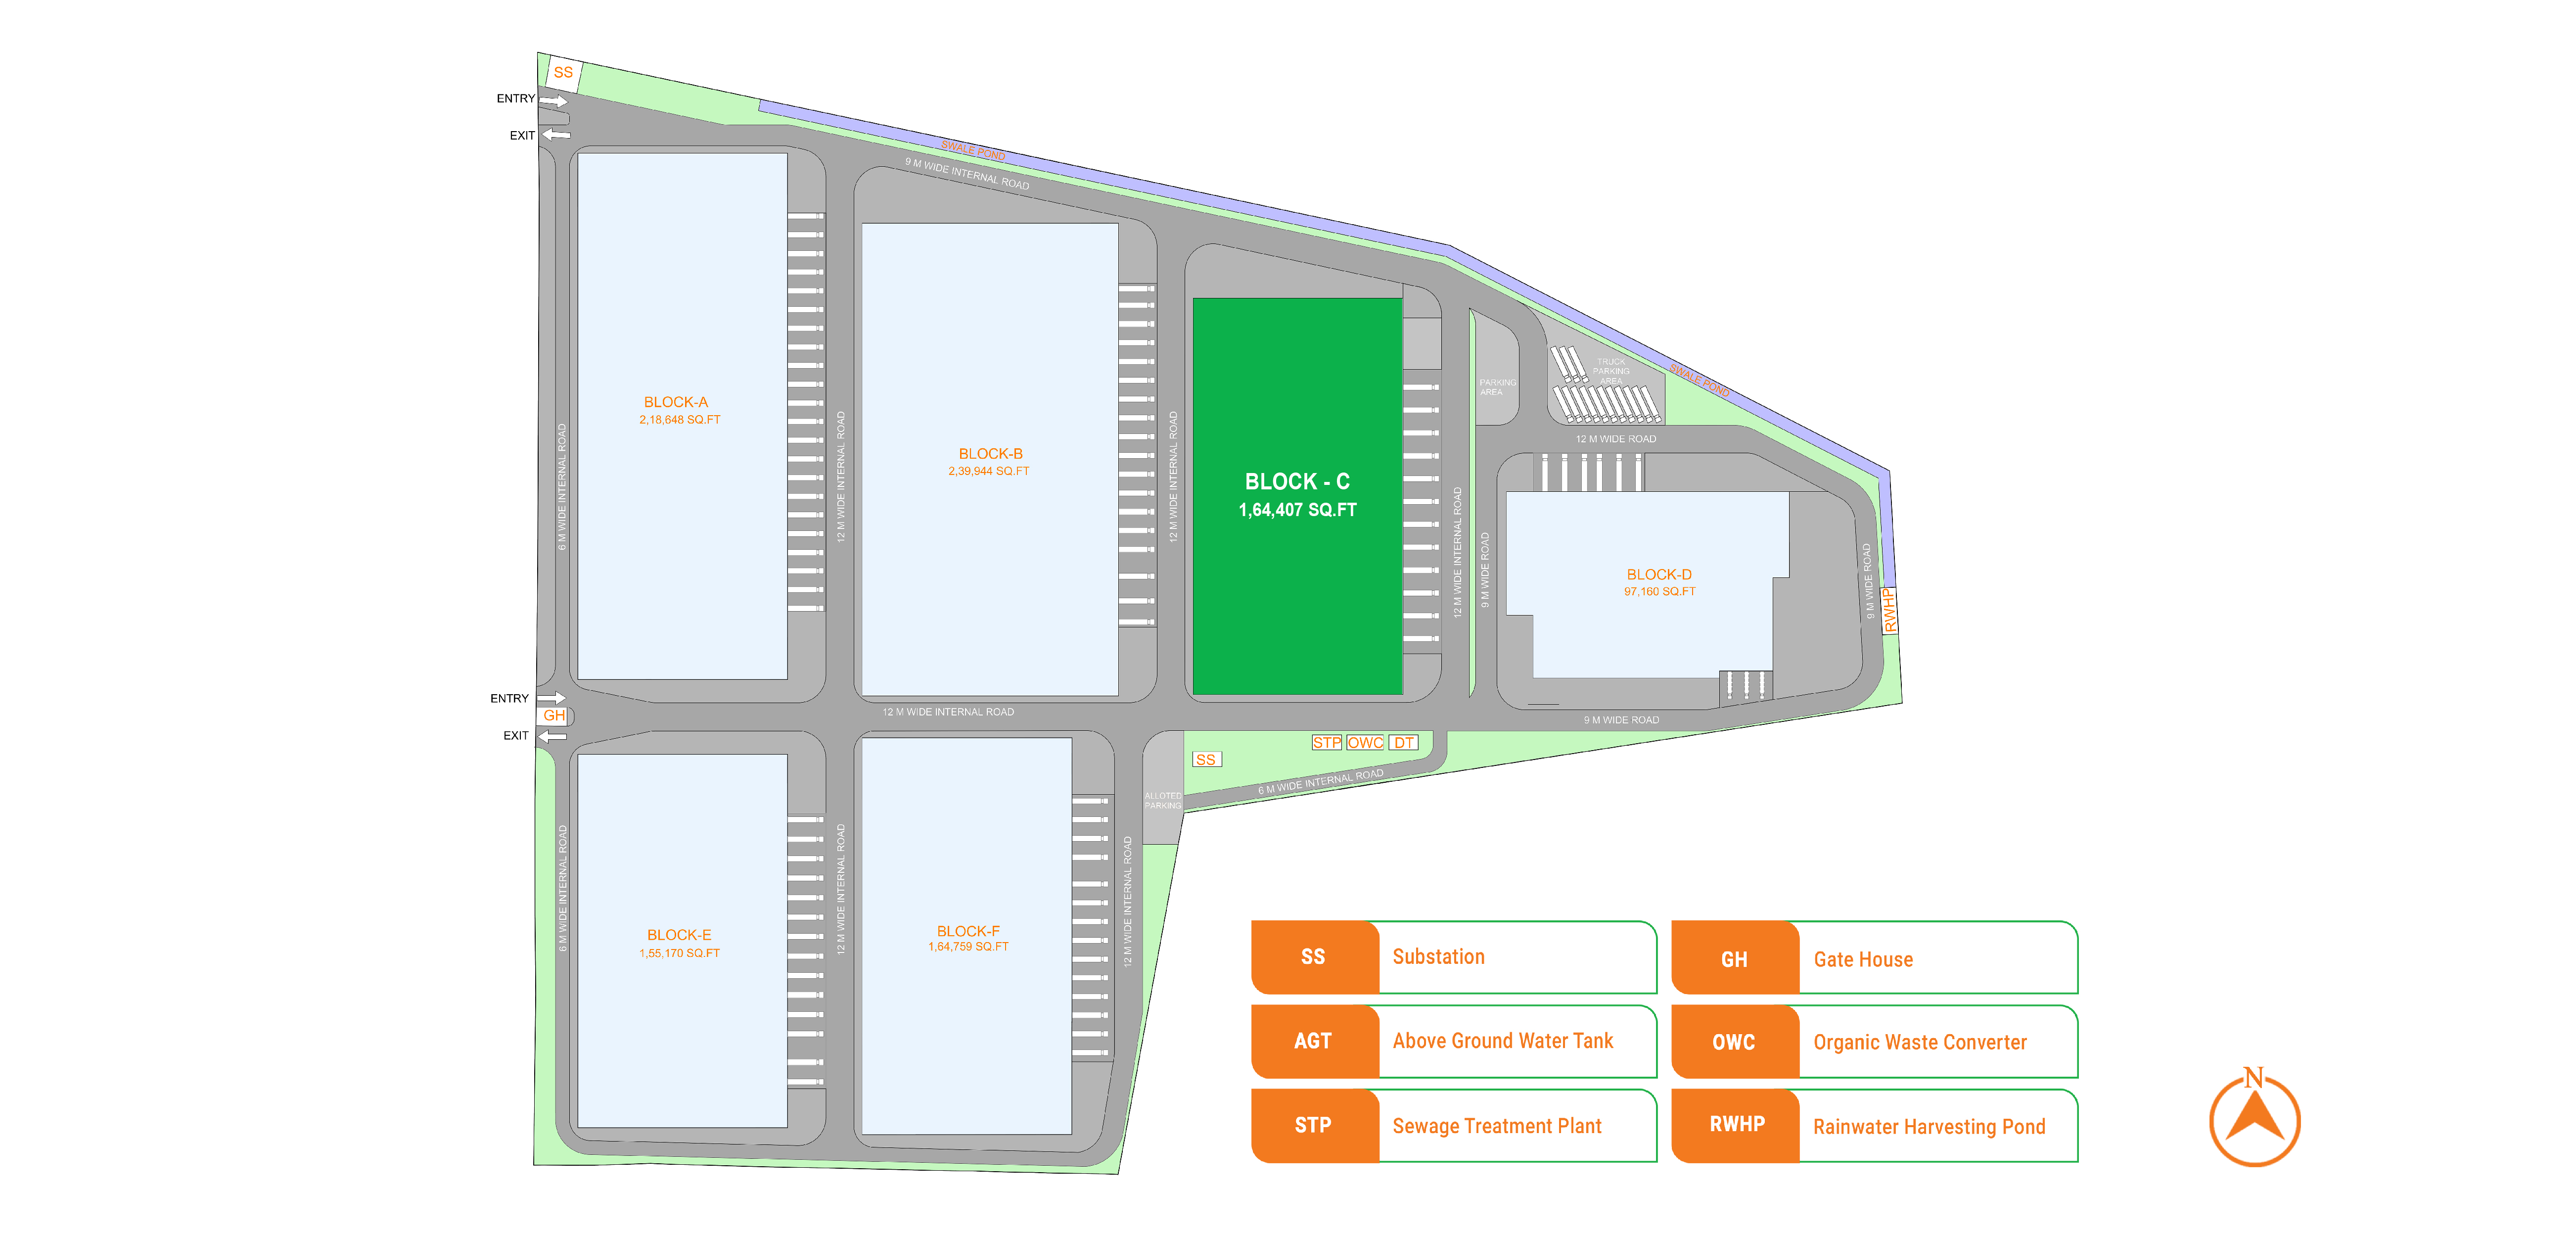 SS
ENTRY
EXIT
SWALE POND
9 M WIDE INTERNAL ROAD
BLOCK-A
2,18,648 SQ.FT
6 M WIDE INTERNAL ROAD
12 M WIDE INTERNAL ROAD
BLOCK-B
2,39,944 SQ.FT
12 M WIDE INTERNAL ROAD
BLOCK - C
1,64,407 SQ.FT
12 M WIDE INTERNAL ROAD
PARKING
AREA
TRUCK
PARKING
AREA
SWALE POND
12 M WIDE ROAD
9 M WIDE ROAD
BLOCK-D
97,160 SQ.FT
9 M WIDE ROAD
RWHP
ENTRY
GH
EXIT
12 M WIDE INTERNAL ROAD
9 M WIDE ROAD
SS
STP
OWC
DT
6 M WIDE INTERNAL ROAD
ALLOTED
PARKING
6 M WIDE INTERNAL ROAD
BLOCK-E
1,55,170 SQ.FT
12 M WIDE INTERNAL ROAD
BLOCK-F
1,64,759 SQ.FT
12 M WIDE INTERNAL ROAD
SS Substation
GH Gate House
AGT Above Ground Water Tank
OWC Organic Waste Converter
STP Sewage Treatment Plant
RWHP Rainwater Harvesting Pond
N